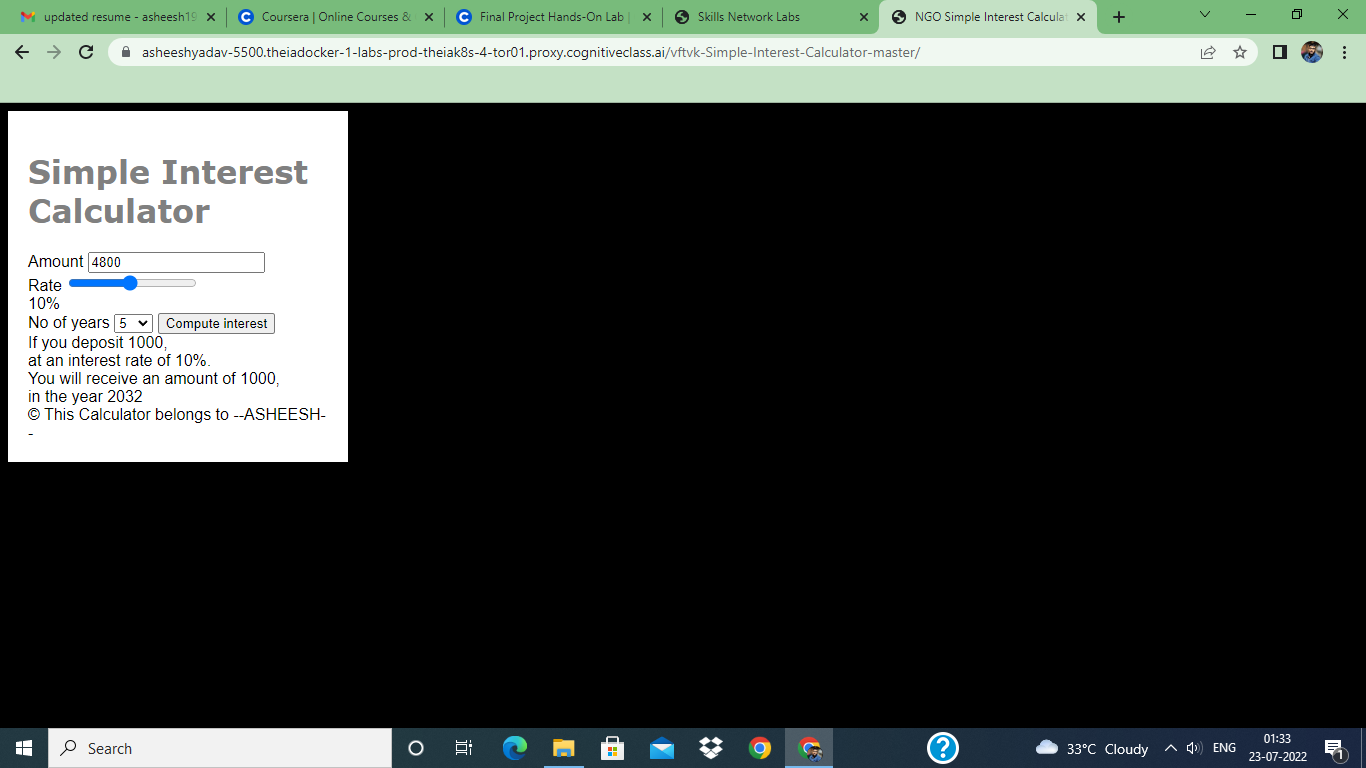 updated resume - asheesh19
Coursera | Online Courses &
Final Project Hands-On Lab |
Skills Network Labs
NGO Simple Interest Calculat
asheeshyadav-5500.theiadocker-1-labs-prod-theiak8s-4-tor01.proxy.cognitiveclass.ai/vftvk-Simple-Interest-Calculator-master/
Simple Interest
Calculator
Amount 4800
Rate
10%
No of years 5 Compute interest
If you deposit 1000,
at an interest rate of 10%.
You will receive an amount of 1000,
in the year 2032
© This Calculator belongs to --ASHEESH-
-
Search
33°C Cloudy
ENG
01:33
23-07-2022
1